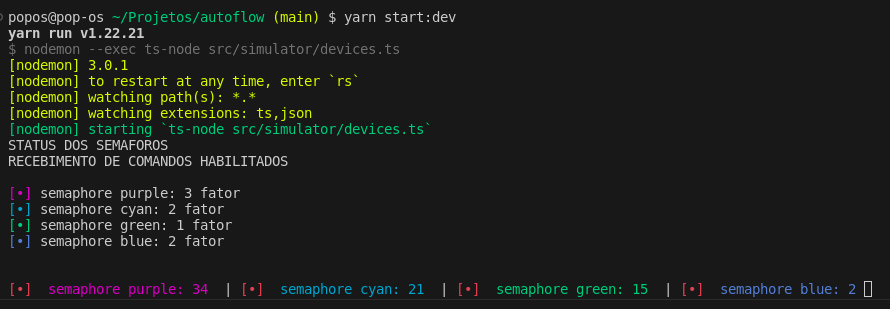 popos@pop-os ~/Projetos/autoflow (main) $ yarn start:dev
yarn run v1.22.21
$ nodemon --exec ts-node src/simulator/devices.ts
[nodemon] 3.0.1
[nodemon] to restart at any time, enter `rs`
[nodemon] watching path(s): *.*
[nodemon] watching extensions: ts,json
[nodemon] starting `ts-node src/simulator/devices.ts`
STATUS DOS SEMAFOROS
RECEBIMENTO DE COMANDOS HABILITADOS
[•] semaphore purple: 3 fator
[•] semaphore cyan: 2 fator
[•] semaphore green: 1 fator
[•] semaphore blue: 2 fator
[•]  semaphore purple: 34  | [•]  semaphore cyan: 21  | [•]  semaphore green: 15  | [•]  semaphore blue: 2